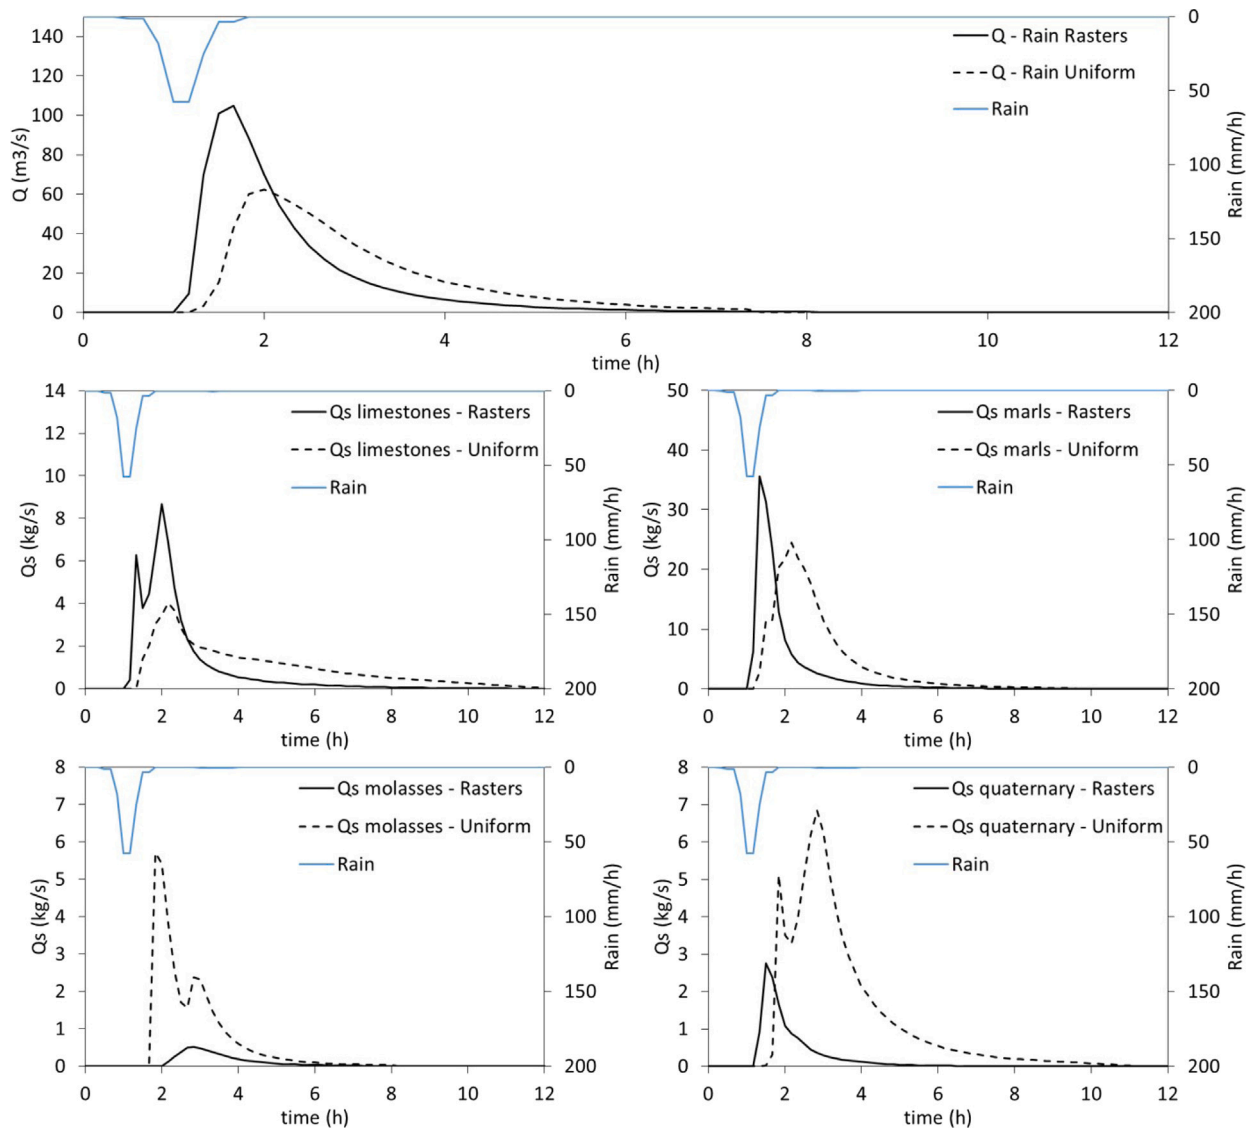 140
120
100
80
60
40
20
0
Q (m3/s)
0
50
100
150
200
Rain (mm/h)
Q - Rain Rasters
Q - Rain Uniform
Rain
0 2 4 6 8 10 12
time (h)
14
12
10
8
6
4
2
0
Qs (kg/s)
0
50
100
150
200
Rain (mm/h)
Qs limestones - Rasters
Qs limestones - Uniform
Rain
0 2 4 6 8 10 12
time (h)
50
40
30
20
10
0
Qs (kg/s)
0
50
100
150
200
Rain (mm/h)
Qs marls - Rasters
Qs marls - Uniform
Rain
0 2 4 6 8 10 12
time (h)
8
7
6
5
4
3
2
1
0
Qs (kg/s)
0
50
100
150
200
Rain (mm/h)
Qs molasses - Rasters
Qs molasses - Uniform
Rain
0 2 4 6 8 10 12
time (h)
8
7
6
5
4
3
2
1
0
Qs (kg/s)
0
50
100
150
200
Rain (mm/h)
Qs quaternary - Rasters
Qs quaternary - Uniform
Rain
0 2 4 6 8 10 12
time (h)